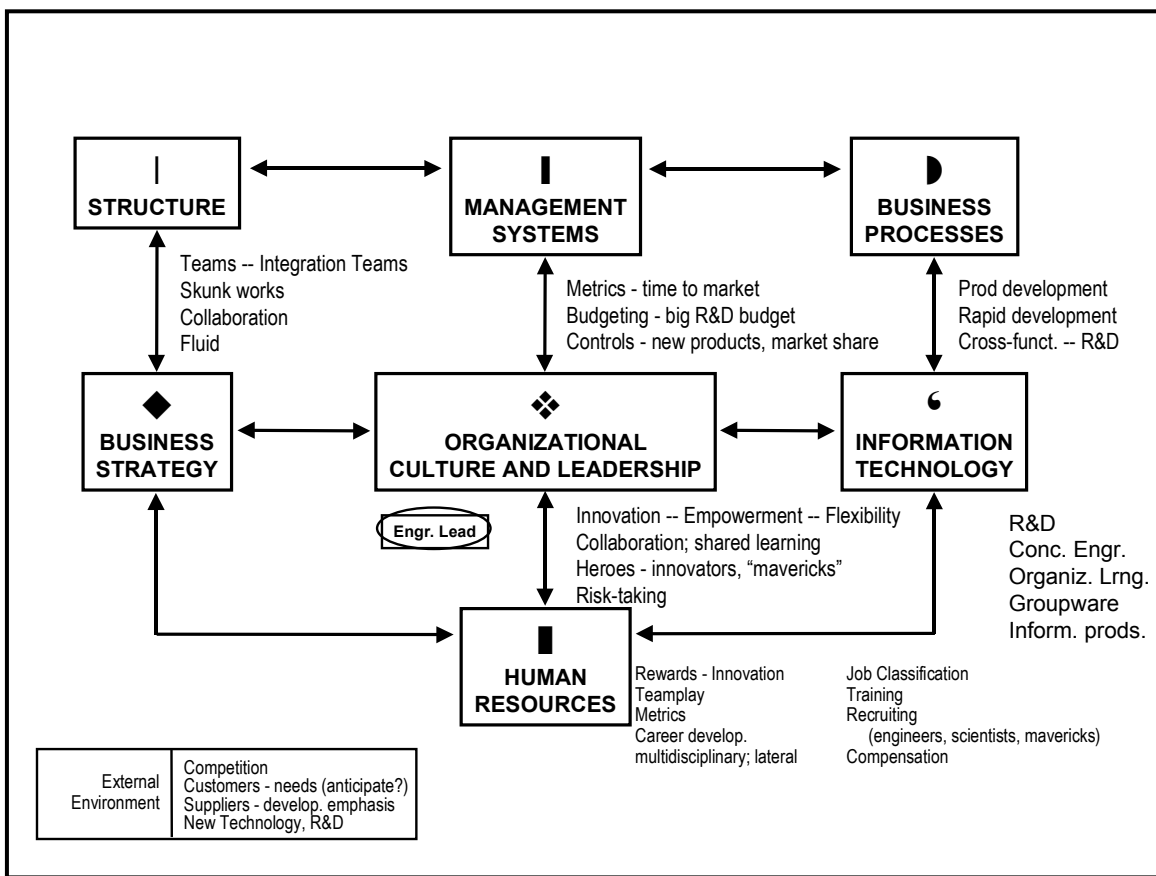 STRUCTURE
MANAGEMENT
SYSTEMS
BUSINESS
PROCESSES
Teams -- Integration Teams
Skunk works
Collaboration
Fluid
Metrics - time to market
Budgeting - big R&D budget
Controls - new products, market share
Prod development
Rapid development
Cross-funct. -- R&D
BUSINESS
STRATEGY
ORGANIZATIONAL
CULTURE AND LEADERSHIP
INFORMATION
TECHNOLOGY
Engr. Lead
Innovation -- Empowerment -- Flexibility
Collaboration; shared learning
Heroes - innovators, “mavericks”
Risk-taking
R&D
Conc. Engr.
Organiz. Lrng.
Groupware
Inform. prods.
HUMAN
RESOURCES
Rewards - Innovation
Teamplay
Metrics
Career develop.
multidisciplinary; lateral
Job Classification
Training
Recruiting
(engineers, scientists, mavericks)
Compensation
External
Environment
Competition
Customers - needs (anticipate?)
Suppliers - develop. emphasis
New Technology, R&D